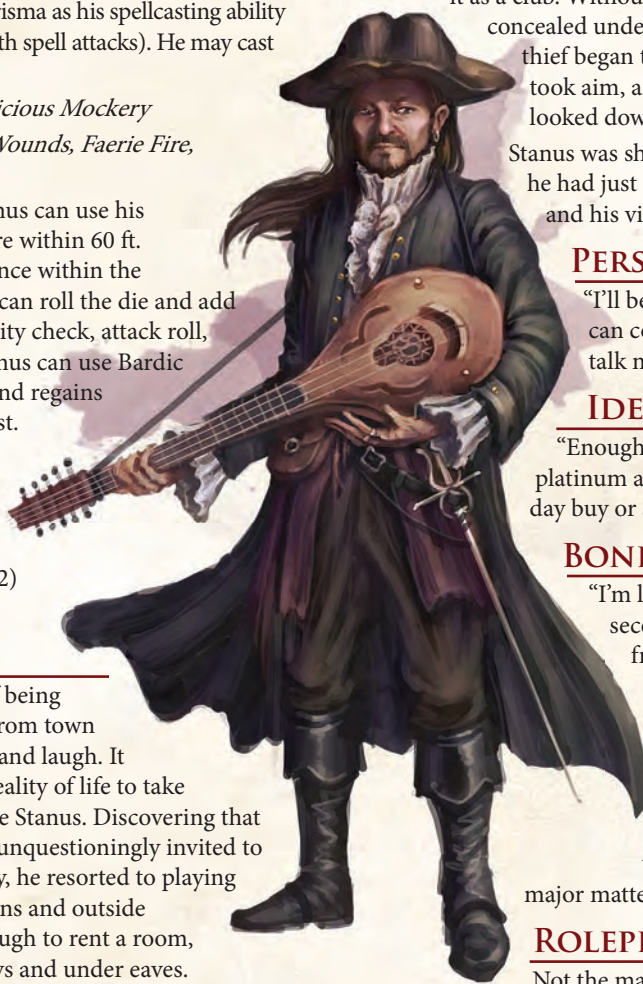 risma as his spellcasting ability
th spell attacks). He may cast
icious Mockery
Wounds, Faerie Fire,
nus can use his
re within 60 ft.
nce within the
can roll the die and add
ity check, attack roll,
nus can use Bardic
nd regains
st.
2)
f being
rom town
and laugh. It
eality of life to take
e Stanus. Discovering that
unquestioningly invited to
y, he resorted to playing
ns and outside
ugh to rent a room,
ys and under eaves.
it as a club. Without
concealed unde
thief began t
took aim, a
looked dow
Stanus was sh
he had just
and his vi
PERS
“I’ll be
can co
talk n
IDE
“Enough
platinum a
day buy or
BOND
“I’m l
seco
fr
major matte
ROLEP
Not the ma